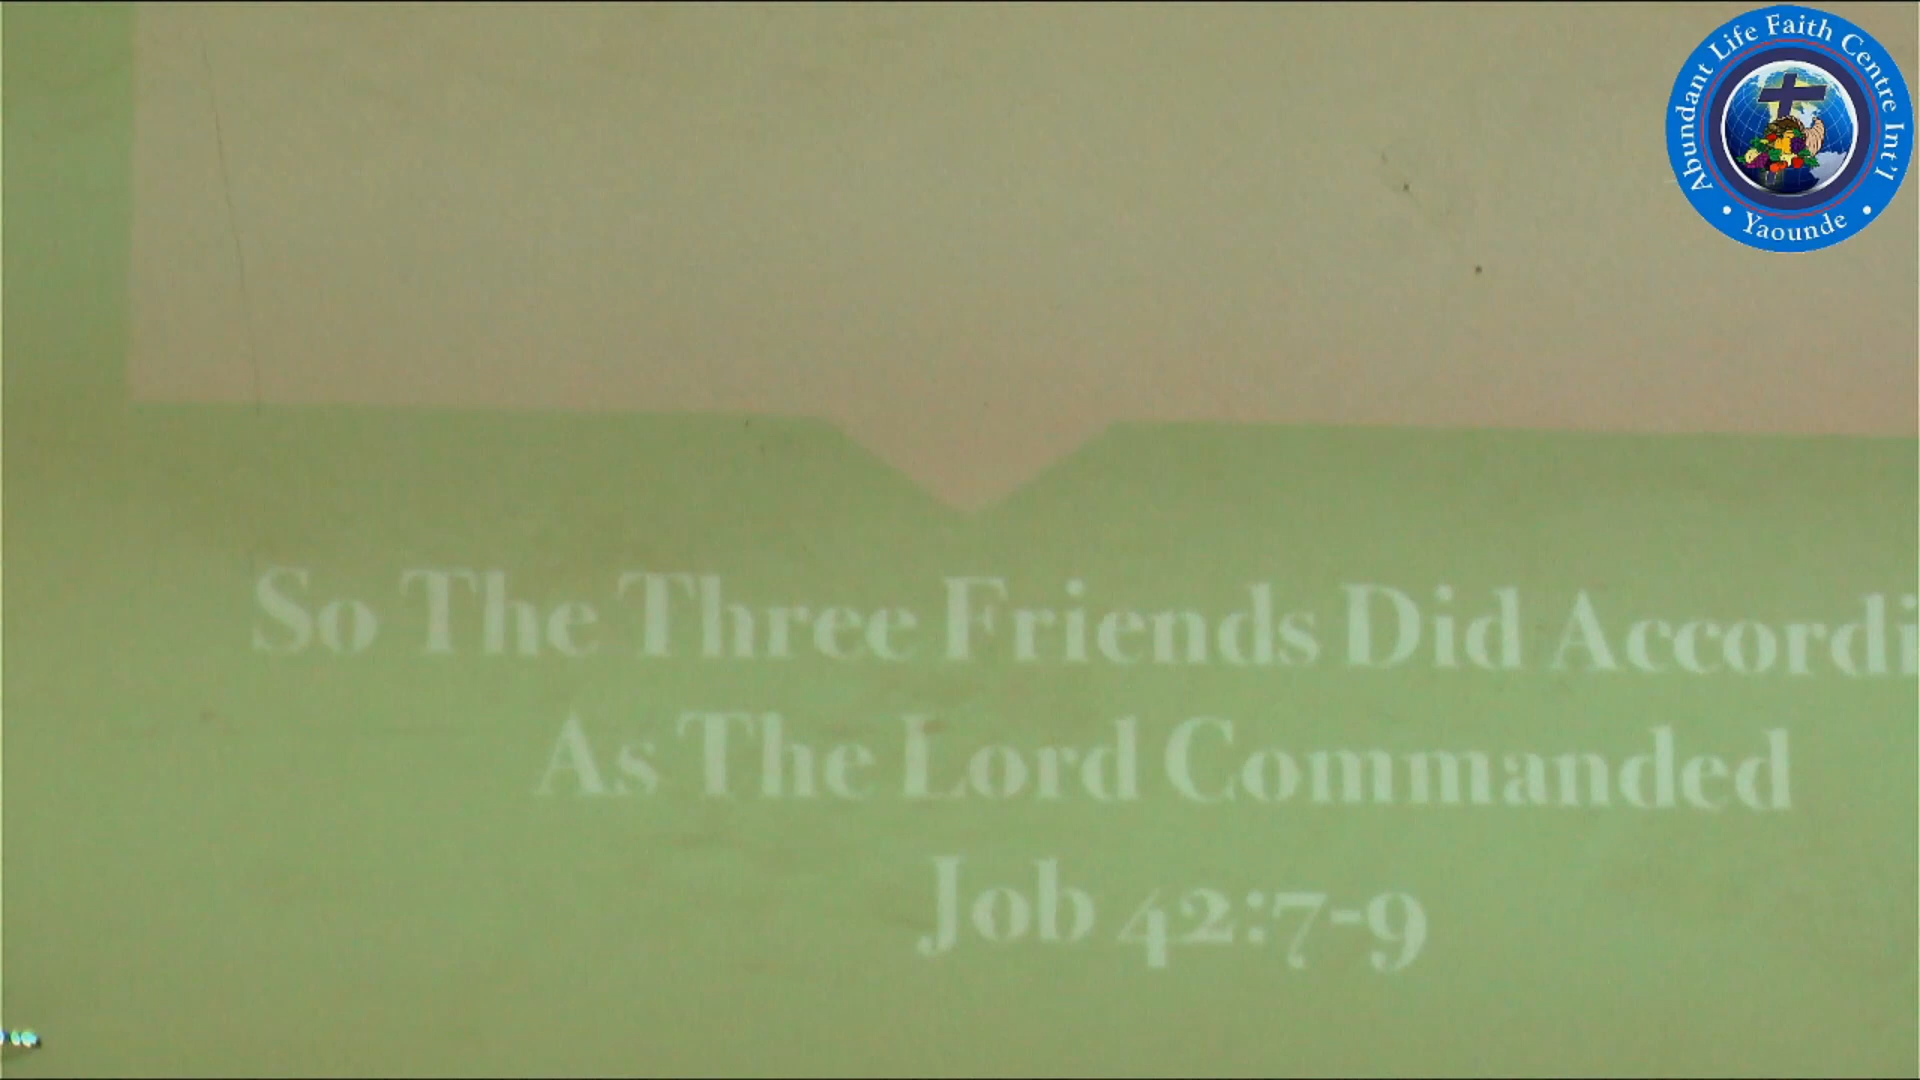 Abundant Life Faith Centre Int'l
• Yaounde •
So The Three Friends Did Accordi
As The Lord Commanded
Job 42:7-9